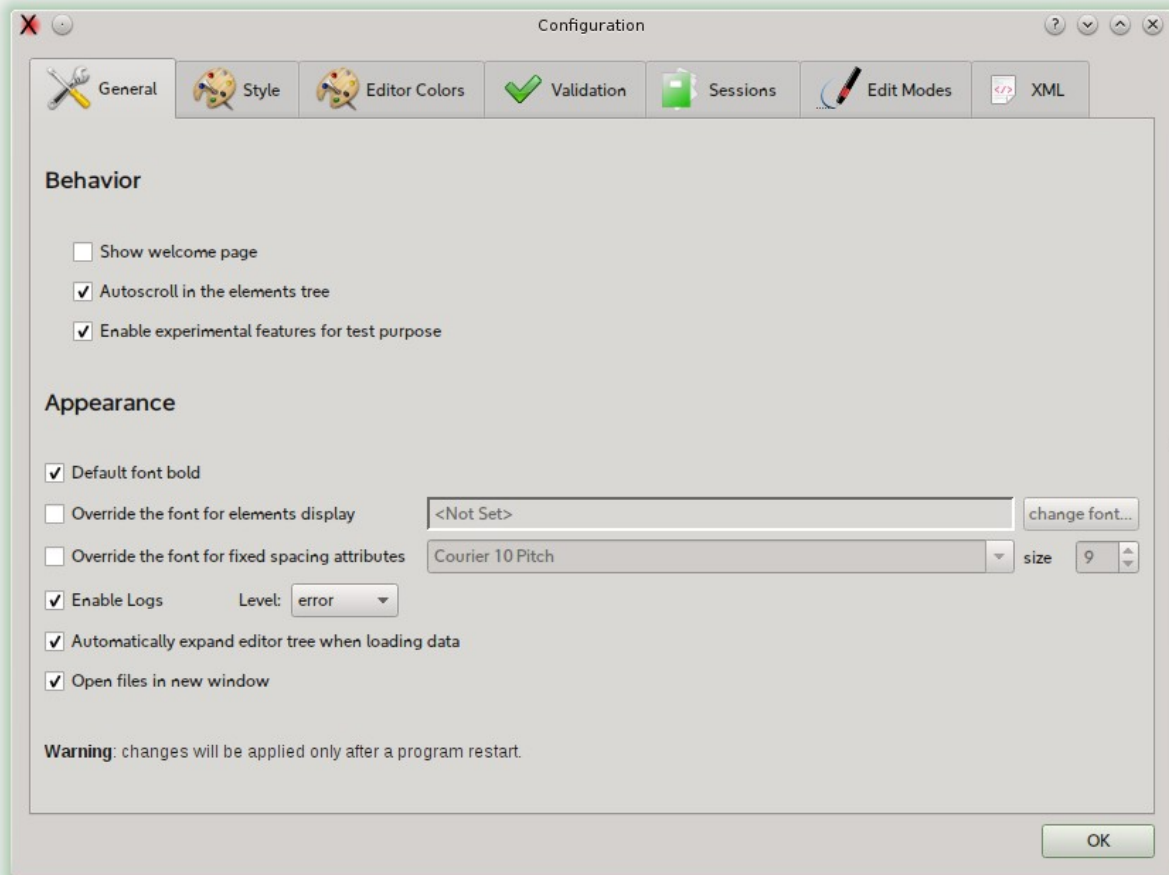 Configuration
General Style Editor Colors Validation Sessions Edit Modes XML
Behavior
Show welcome page
Autoscroll in the elements tree
Enable experimental features for test purpose
Appearance
Default font bold
Override the font for elements display <Not Set> change font...
Override the font for fixed spacing attributes Courier 10 Pitch size 9
Enable Logs Level: error
Automatically expand editor tree when loading data
Open files in new window
Warning: changes will be applied only after a program restart.
OK